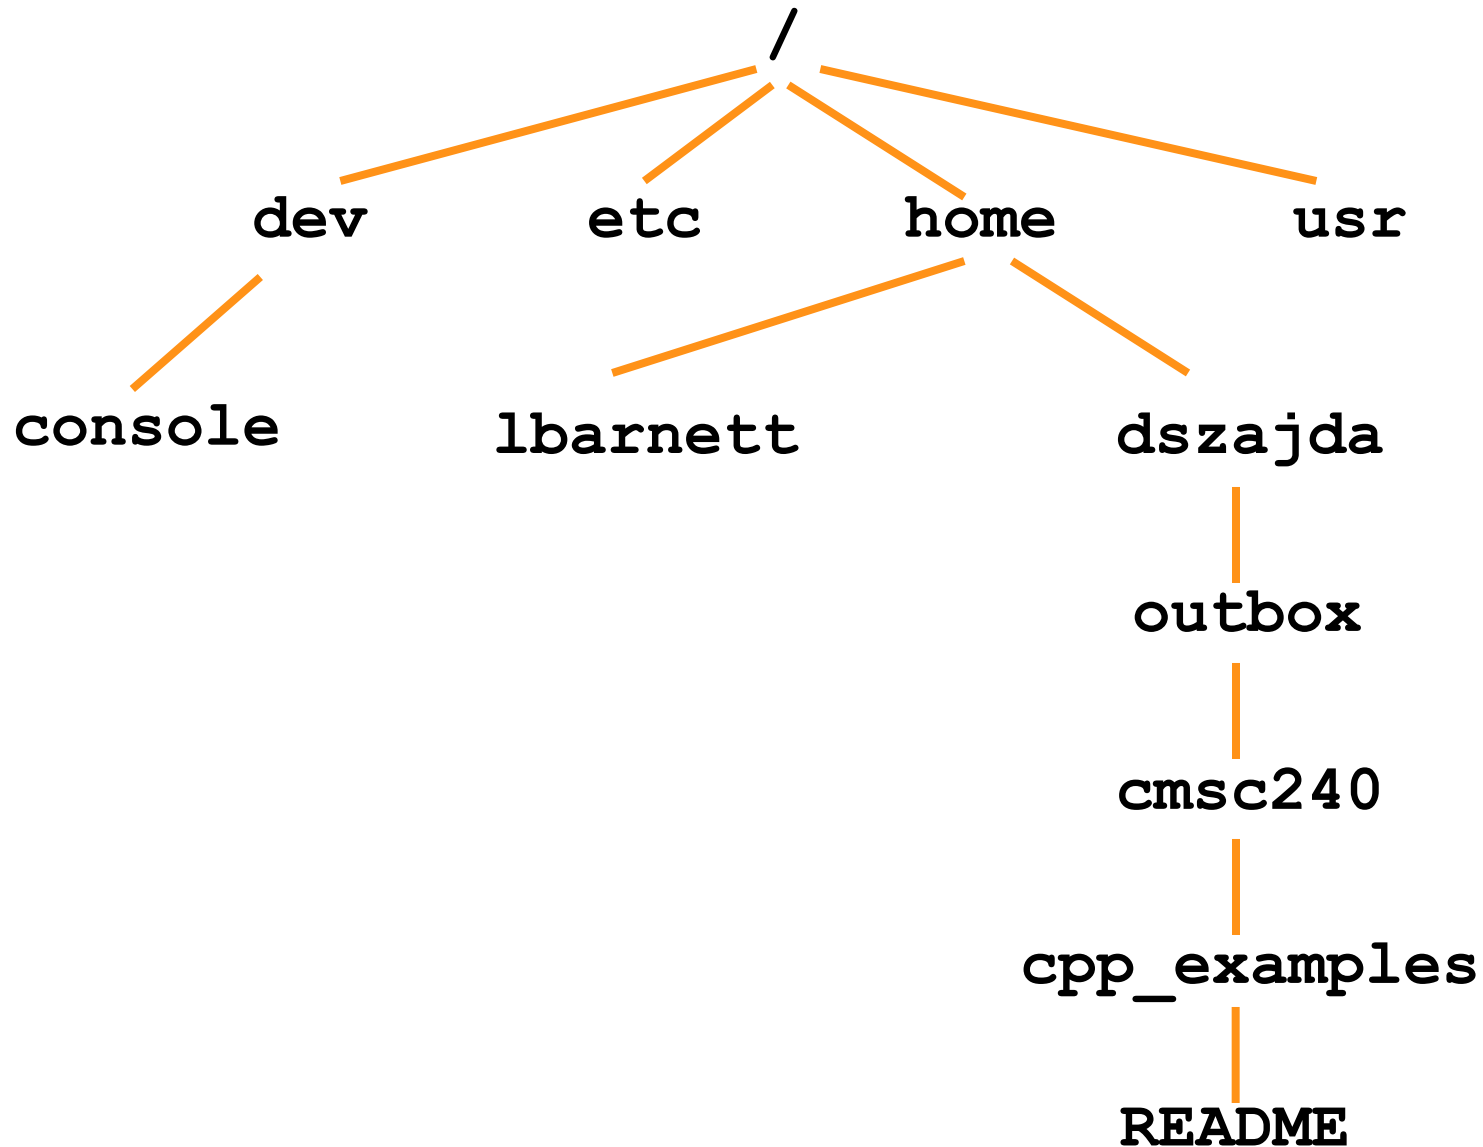 /
dev etc home usr
console lbarnett dszajda
outbox
cmsc240
cpp_examples
README